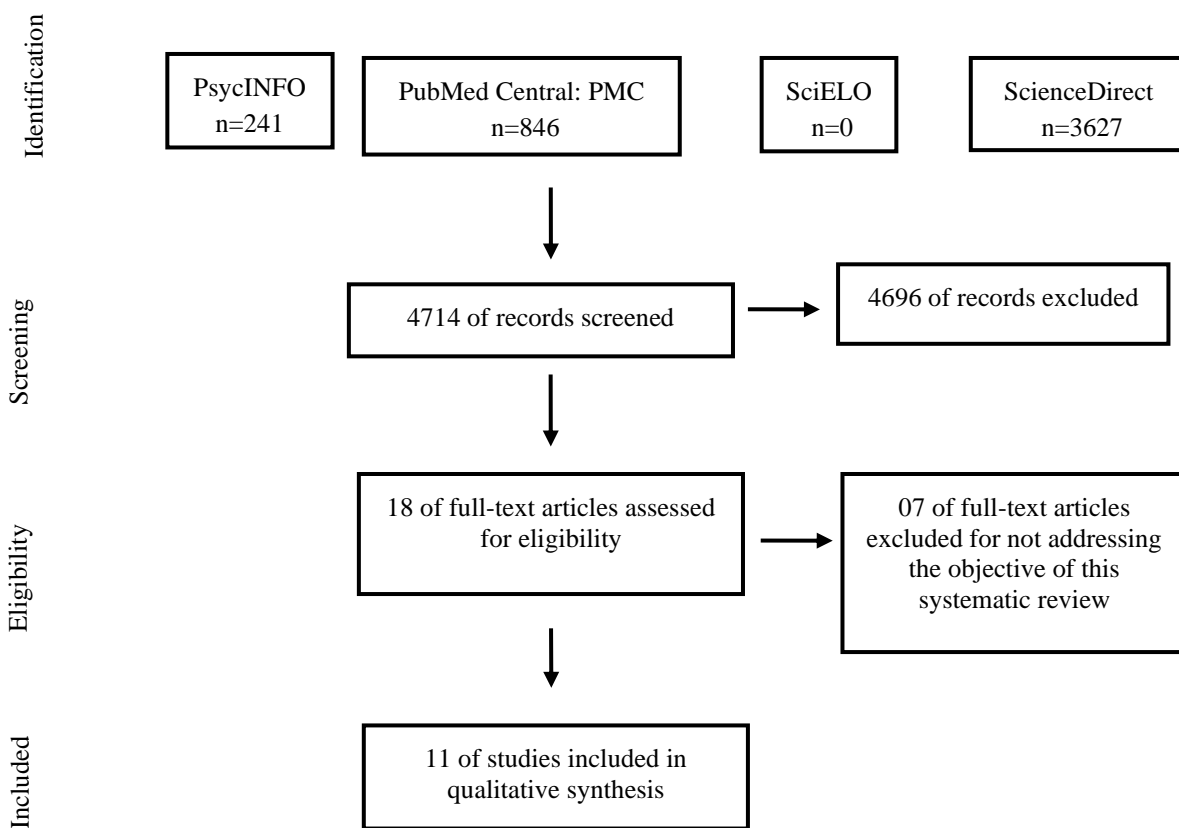 Identification
PsycINFO
n=241
PubMed Central: PMC
n=846
SciELO
n=0
ScienceDirect
n=3627
Screening
4714 of records screened
4696 of records excluded
Eligibility
18 of full-text articles assessed
for eligibility
07 of full-text articles
excluded for not addressing
the objective of this
systematic review
Included
11 of studies included in
qualitative synthesis